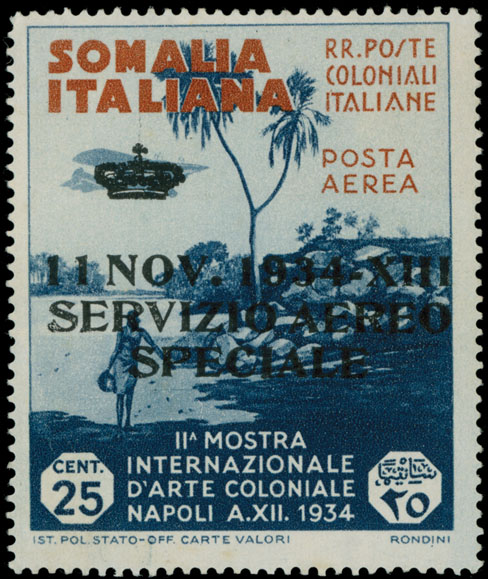 SOMALIA
ITALIANA
RR. POSTE
COLONIALI
ITALIANE
POSTA
AEREA
11 NOV. 1934-XIII
SERVIZIO AEREO
SPECIALE
IIᴬ MOSTRA
INTERNAZIONALE
D'ARTE COLONIALE
NAPOLI A.XII. 1934
CENT.
25
٢٥
IST. POL. STATO-OFF. CARTE VALORI
RONDINI